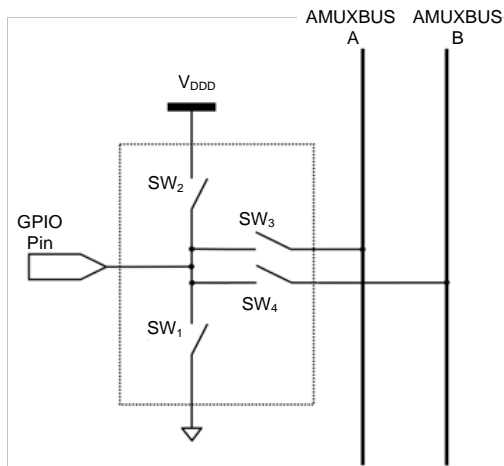 AMUXBUS
A
AMUXBUS
B
VDDD
SW2
SW3
GPIO
Pin
SW4
SW1